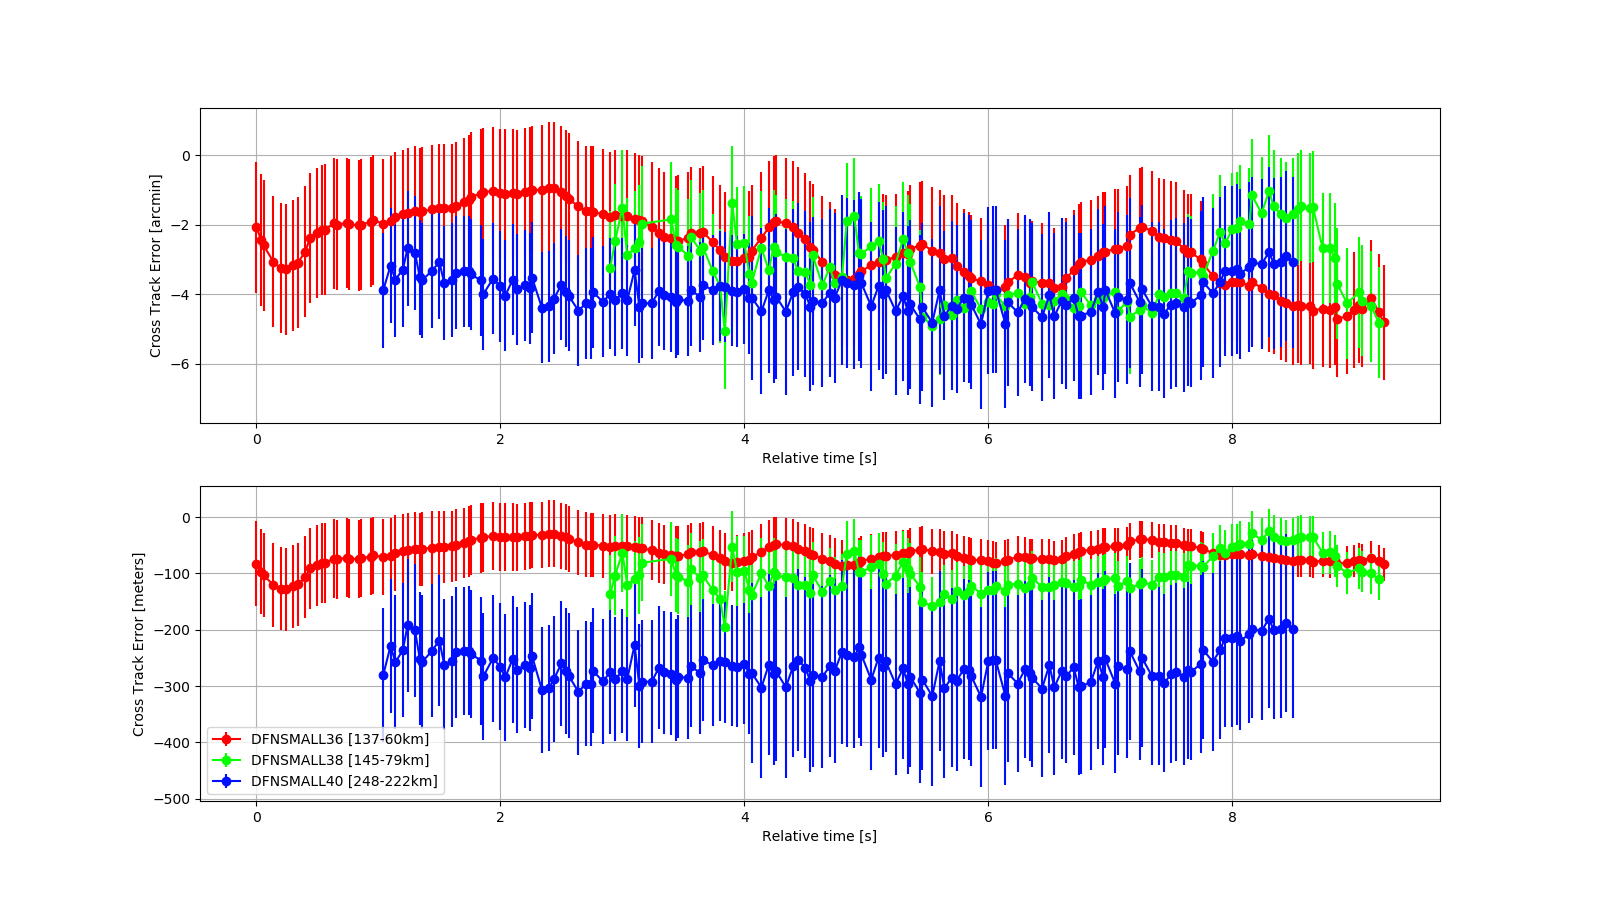 0
−2
−4
−6
Cross Track Error [arcmin]
0 2 4 6 8
Relative time [s]
0
−100
−200
−300
−400
−500
Cross Track Error [meters]
DFNSMALL36 [137-60km]
DFNSMALL38 [145-79km]
DFNSMALL40 [248-222km]
0 2 4 6 8
Relative time [s]